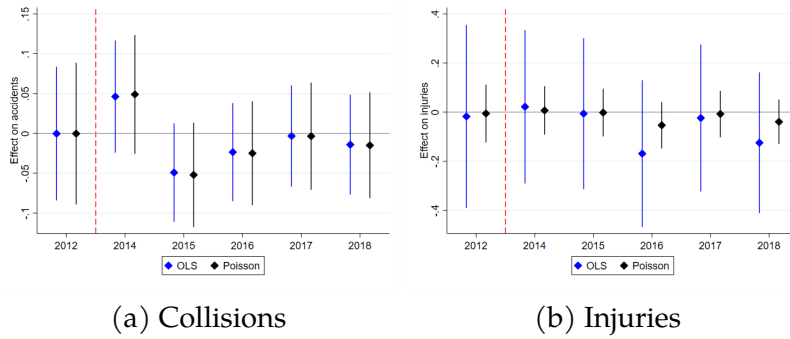 Effect on accidents
.15
.1
.05
0
-.05
-.1
2012 2014 2015 2016 2017 2018
OLS Poisson
(a) Collisions
Effect on injuries
.4
.2
0
-.2
-.4
2012 2014 2015 2016 2017 2018
OLS Poisson
(b) Injuries